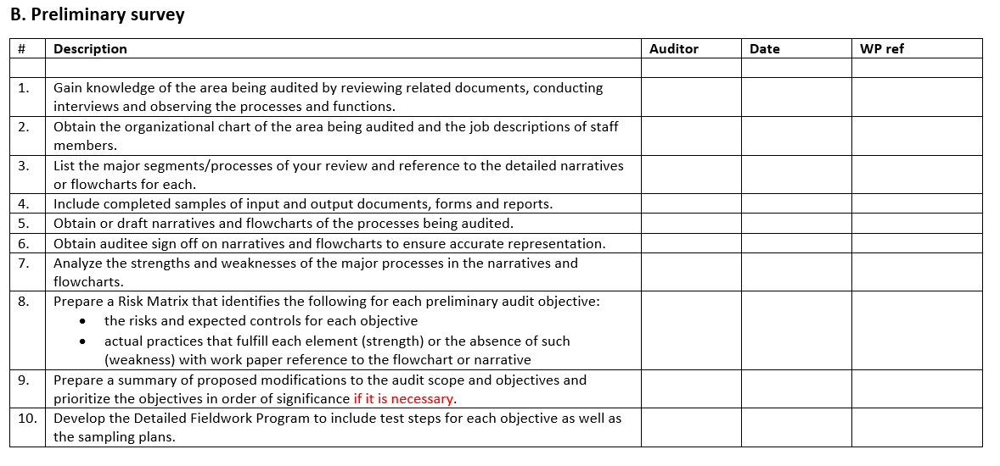 B. Preliminary survey
# Description Auditor Date WP ref
1. Gain knowledge of the area being audited by reviewing related documents, conducting
interviews and observing the processes and functions.
2. Obtain the organizational chart of the area being audited and the job descriptions of staff
members.
3. List the major segments/processes of your review and reference to the detailed narratives
or flowcharts for each.
4. Include completed samples of input and output documents, forms and reports.
5. Obtain or draft narratives and flowcharts of the processes being audited.
6. Obtain auditee sign off on narratives and flowcharts to ensure accurate representation.
7. Analyze the strengths and weaknesses of the major processes in the narratives and
flowcharts.
8. Prepare a Risk Matrix that identifies the following for each preliminary audit objective:
• the risks and expected controls for each objective
• actual practices that fulfill each element (strength) or the absence of such
(weakness) with work paper reference to the flowchart or narrative
9. Prepare a summary of proposed modifications to the audit scope and objectives and
prioritize the objectives in order of significance if it is necessary.
10. Develop the Detailed Fieldwork Program to include test steps for each objective as well as
the sampling plans.